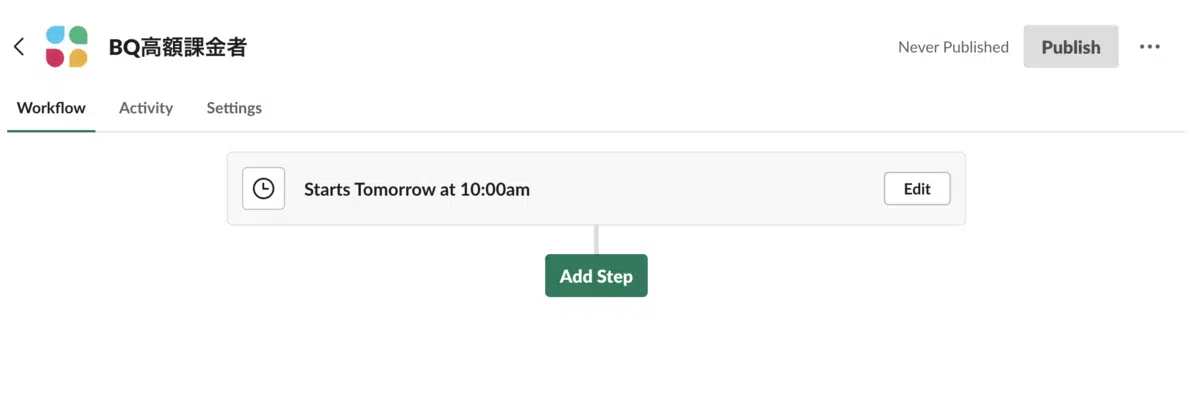 BQ高額課金者
Never Published
Publish
Workflow
Activity
Settings
Starts Tomorrow at 10:00am
Edit
Add Step